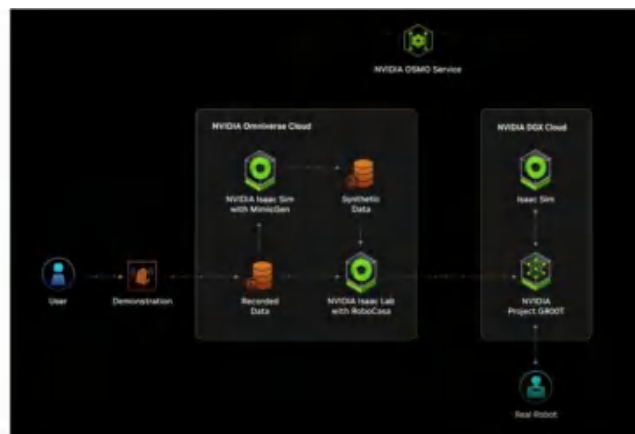 NVIDIA OSMO Service
NVIDIA Omniverse Cloud
NVIDIA DGX Cloud
NVIDIA Isaac Sim
with MimicGen
Synthetic
Data
Isaac Sim
User
Demonstration
Recorded
Data
NVIDIA Isaac Lab
with RoboCasa
NVIDIA
Project GR00T
Real Robot